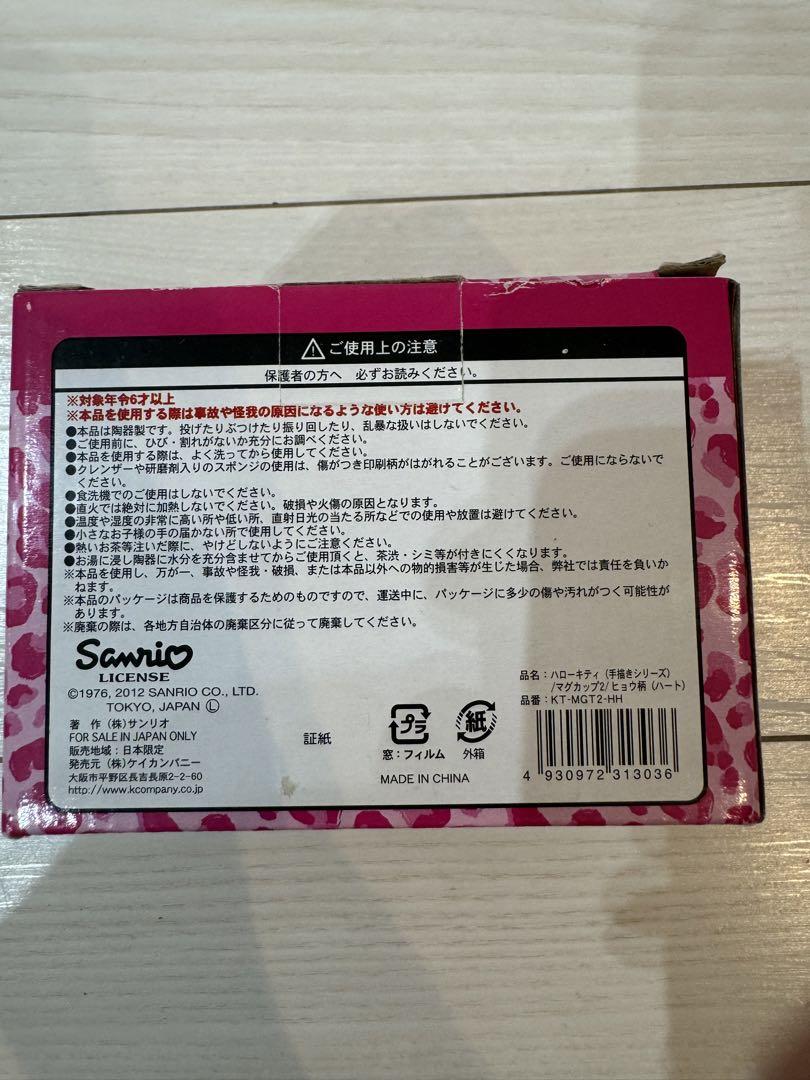 ⚠ご使用上の注意
保護者の方へ 必ずお読みください。
※対象年令6才以上
※本品を使用する際は事故や怪我の原因になるような使い方は避けてください。
●本品は陶器製です。投げたりぶつけたり振り回したり、乱暴な扱いはしないでください。
●ご使用前に、ひび・割れがないか充分にお調べください。
●本品を使用する際は、よく洗ってから使用してください。
●クレンザーや研磨剤入りのスポンジの使用は、傷がつき印刷柄がはがれることがございます。ご使用にならないで
ください。
●食洗機でのご使用はしないでください。
●直火では絶対に加熱しないでください。破損や火傷の原因となります。
●温度や湿度の非常に高い所や低い所、直射日光の当たる所などでの使用や放置は避けてください。
●小さなお子様の手の届かない所で使用してください。
●熱いお茶等注いだ際に、やけどしないようにご注意ください。
●お湯に浸し陶器に水分を充分含ませてからご使用頂くと、茶渋・シミ等が付きにくくなります。
※本品を使用し、万が一、事故や怪我・破損、または本品以外への物的損害等が生じた場合、弊社では責任を負いか
ねます。
※本品のパッケージは商品を保護するためのものですので、運送中に、パッケージに多少の傷や汚れがつく可能性が
あります。
※廃棄の際は、各地方自治体の廃棄区分に従って廃棄してください。
Sanrio
LICENSE
©1976, 2012 SANRIO CO., LTD.
TOKYO, JAPAN Ⓛ
著 作 (株)サンリオ
FOR SALE IN JAPAN ONLY
販売地域:日本限定
発売元(株)ケイカンパニー
大阪市平野区長吉長原2-2-60
http://www.kcompany.co.jp
証紙
プラ
窓:フィルム
紙
外箱
MADE IN CHINA
品名:ハローキティ(手描きシリーズ)
/マグカップ2/ヒョウ柄(ハート)
品番:KT-MGT2-HH
4 930972 313036